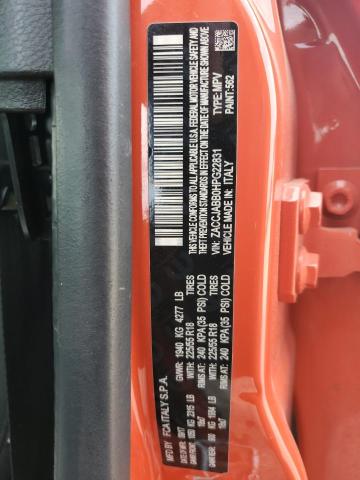 MFD BY FCA ITALY S.P.A.
GVWR: 1940 KG 4277 LB
TIRES
225/55 R18
RIMS AT: 240 KPA(35 PSI) COLD
18x7
TIRES
225/55 R18
RIMS AT: 240 KPA(35 PSI) COLD
18x7
THIS VEHICLE CONFORMS TO ALL APPLICABLE
U.S.A. FEDERAL MOTOR VEHICLE SAFETY,
BUMPER, AND THEFT PREVENTION STANDARDS
IN EFFECT ON THE DATE OF MANUFACTURE SHOWN ABOVE
VIN: ZACCJABB0HPG22831
TYPE: MPV
VEHICLE MADE IN: ITALY
PAINT: 562